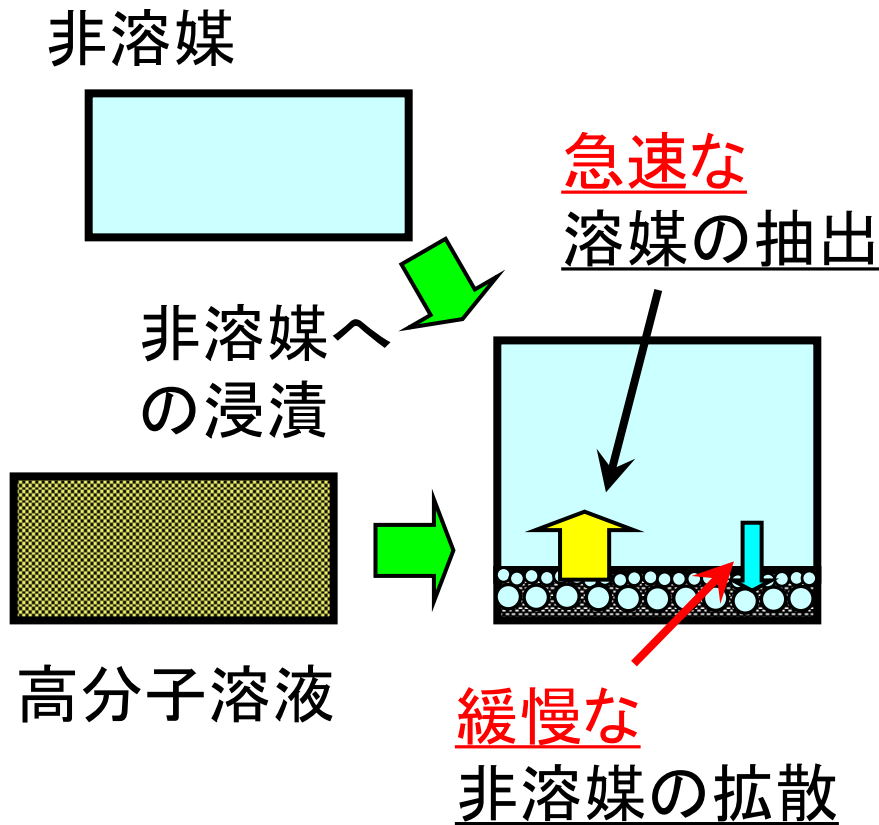 非溶媒
急速な
溶媒の抽出
非溶媒へ
の浸漬
高分子溶液
緩慢な
非溶媒の拡散